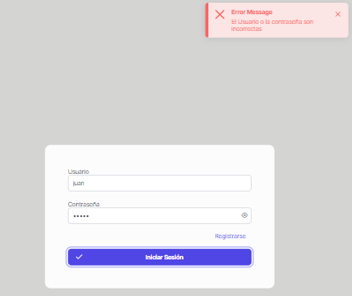 Error Message
El Usuario o la contraseña son
incorrectas
Usuario
juan
Contraseña
•••••
Registrarse
Iniciar Sesión